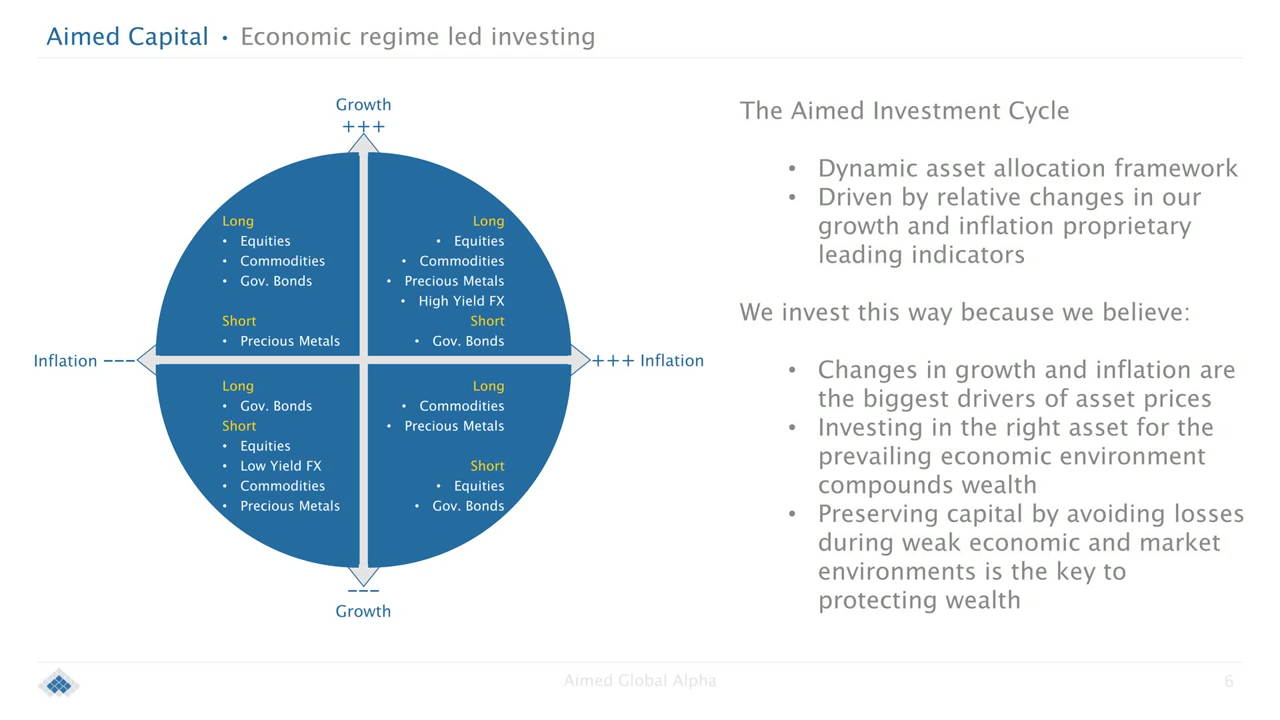 Aimed Capital • Economic regime led investing
Growth
+++
Long
• Equities
• Commodities
• Gov. Bonds
Short
• Precious Metals
Long
• Equities
• Commodities
• Precious Metals
• High Yield FX
Short
• Gov. Bonds
Inflation ---
+++ Inflation
Long
• Gov. Bonds
Short
• Equities
• Low Yield FX
• Commodities
• Precious Metals
Long
• Commodities
• Precious Metals
Short
• Equities
• Gov. Bonds
---
Growth
The Aimed Investment Cycle
• Dynamic asset allocation framework
• Driven by relative changes in our
growth and inflation proprietary
leading indicators
We invest this way because we believe:
• Changes in growth and inflation are
the biggest drivers of asset prices
• Investing in the right asset for the
prevailing economic environment
compounds wealth
• Preserving capital by avoiding losses
during weak economic and market
environments is the key to
protecting wealth
Aimed Global Alpha
6